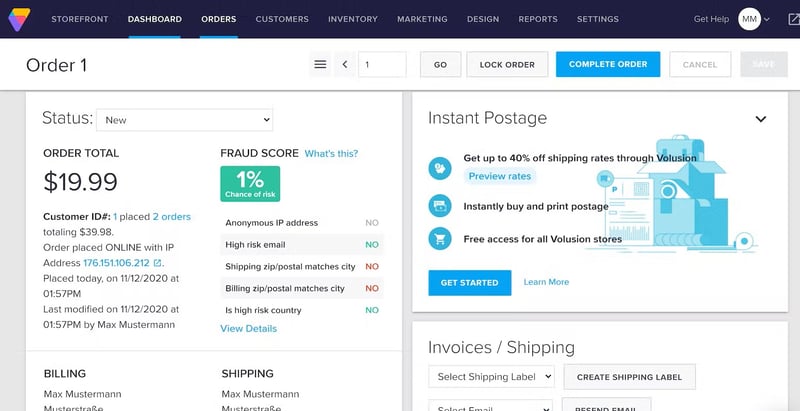 STOREFRONT DASHBOARD ORDERS CUSTOMERS INVENTORY MARKETING DESIGN REPORTS SETTINGS Get Help MM
Order 1
1 GO LOCK ORDER COMPLETE ORDER CANCEL SAVE
Status: New
ORDER TOTAL
$19.99
Customer ID#: 1 placed 2 orders
totaling $39.98.
Order placed ONLINE with IP
Address 176.151.106.212.
Placed today, on 11/12/2020 at
01:57PM
Last modified on 11/12/2020 at
01:57PM by Max Mustermann
FRAUD SCORE What's this?
1%
Chance of risk
Anonymous IP address NO
High risk email NO
Shipping zip/postal matches city NO
Billing zip/postal matches city NO
Is high risk country NO
View Details
BILLING
Max Mustermann
Musterstraße
SHIPPING
Max Mustermann
Musterstraße
Instant Postage
Get up to 40% off shipping rates through Volusion
Preview rates
Instantly buy and print postage
Free access for all Volusion stores
GET STARTED Learn More
P
Invoices / Shipping
Select Shipping Label CREATE SHIPPING LABEL
Select Email RESEND EMAIL